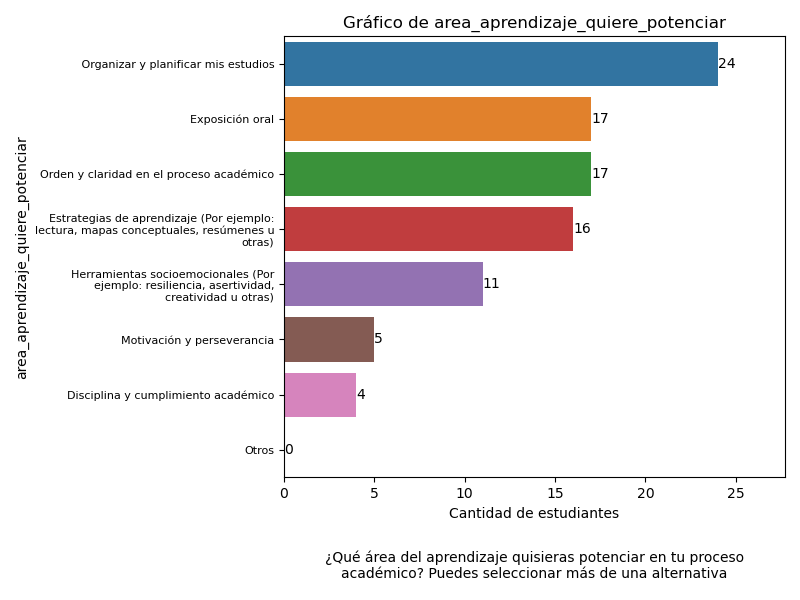 Gráfico de area_aprendizaje_quiere_potenciar
Organizar y planificar mis estudios
24
Exposición oral
17
Orden y claridad en el proceso académico
17
Estrategias de aprendizaje (Por ejemplo:
lectura, mapas conceptuales, resúmenes u
otras)
16
Herramientas socioemocionales (Por
ejemplo: resiliencia, asertividad,
creatividad u otras)
11
Motivación y perseverancia
5
Disciplina y cumplimiento académico
4
Otros
0
area_aprendizaje_quiere_potenciar
0 5 10 15 20 25
Cantidad de estudiantes
¿Qué área del aprendizaje quisieras potenciar en tu proceso
académico? Puedes seleccionar más de una alternativa